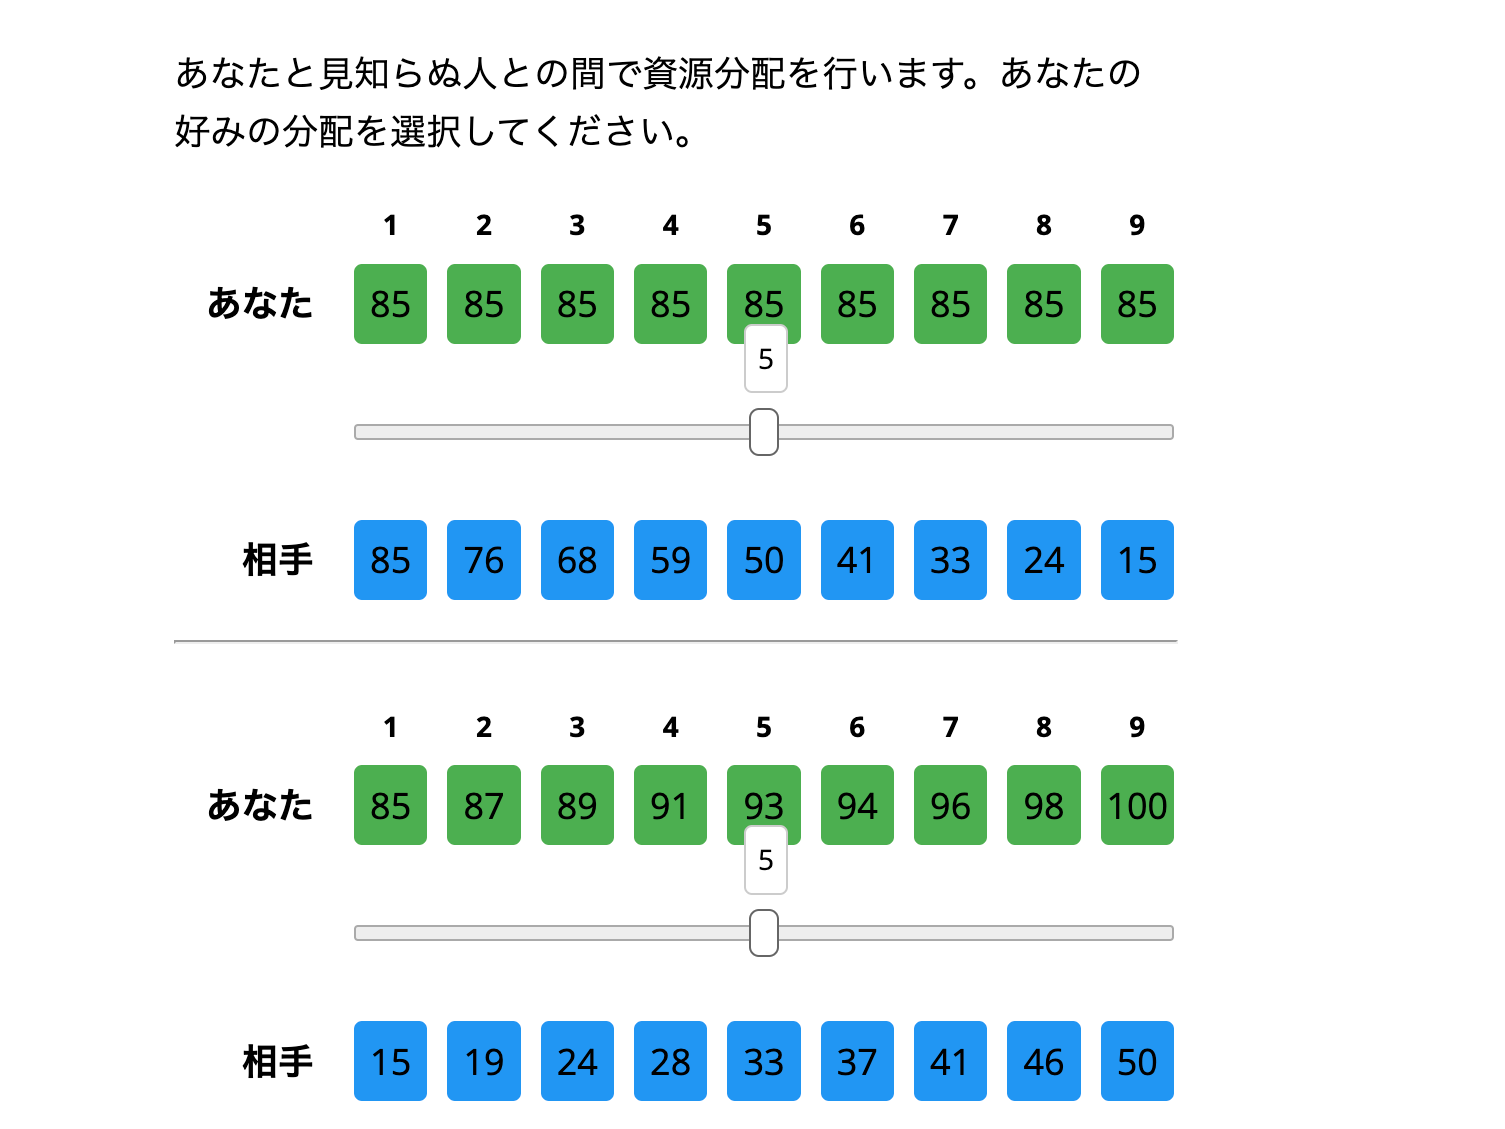 あなたと見知らぬ人との間で資源分配を行います。あなたの
好みの分配を選択してください。
1 2 3 4 5 6 7 8 9
あなた 85 85 85 85 85 85 85 85 85
5
相手 85 76 68 59 50 41 33 24 15
1 2 3 4 5 6 7 8 9
あなた 85 87 89 91 93 94 96 98 100
5
相手 15 19 24 28 33 37 41 46 50